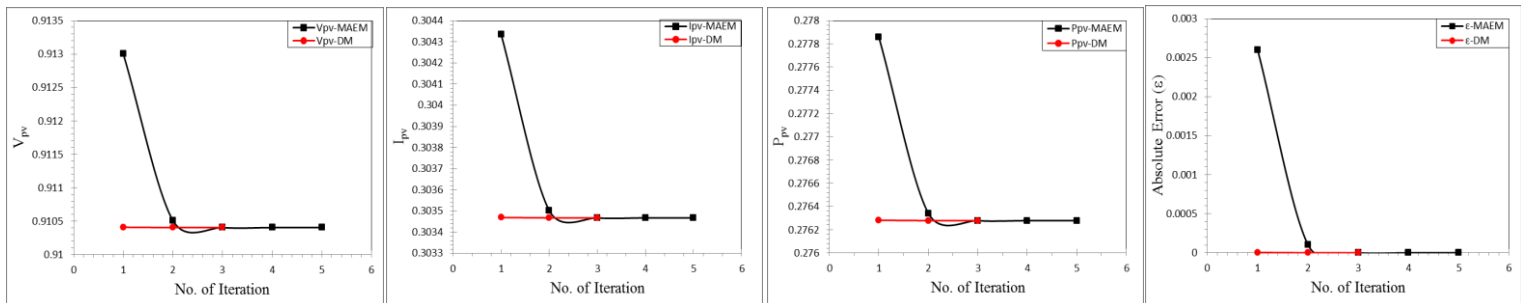 0.9135
0.913
0.9125
0.912
0.9115
0.911
0.9105
0.91
Vpv
Vpv-MAEM
Vpv-DM
0 1 2 3 4 5 6
No. of Iteration
0.3044
0.3043
0.3042
0.3041
0.304
0.3039
0.3038
0.3037
0.3036
0.3035
0.3034
0.3033
Ipv
Ipv-MAEM
Ipv-DM
0 1 2 3 4 5 6
No. of Iteration
0.278
0.2778
0.2776
0.2774
0.2772
0.277
0.2768
0.2766
0.2764
0.2762
0.276
Ppv
Ppv-MAEM
Ppv-DM
0 1 2 3 4 5 6
No. of Iteration
0.003
0.0025
0.002
0.0015
0.001
0.0005
0
Absolute Error (ε)
ε-MAEM
ε-DM
0 1 2 3 4 5 6
No. of Iteration